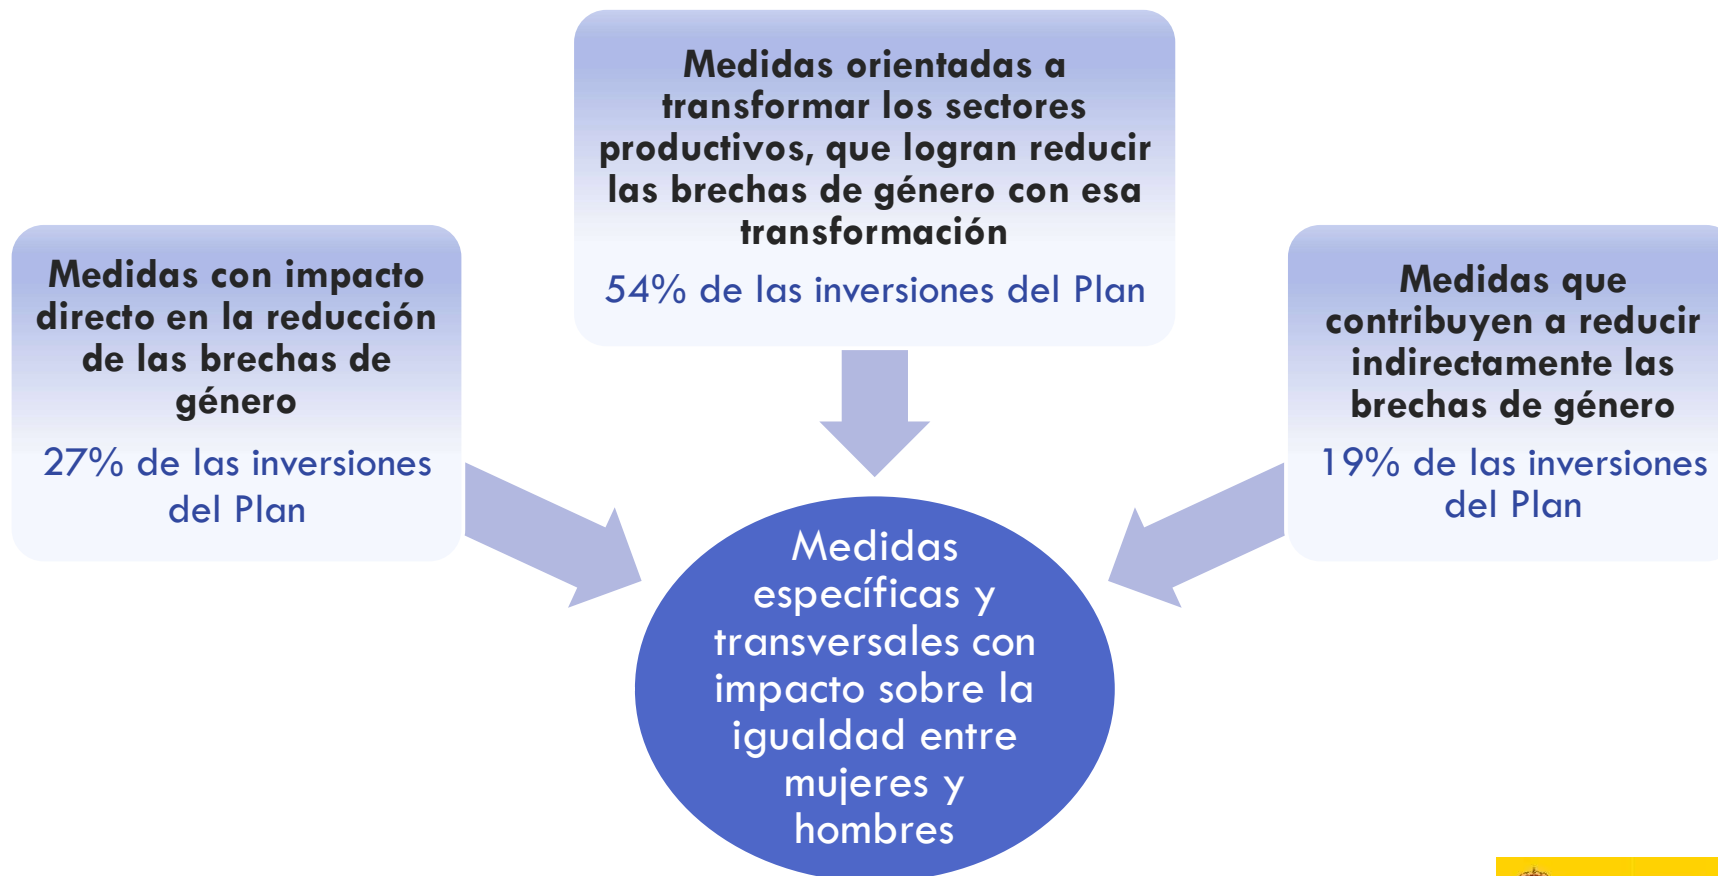 Medidas orientadas a
transformar los sectores
productivos, que logran reducir
las brechas de género con esa
transformación
54% de las inversiones del Plan
Medidas con impacto
directo en la reducción
de las brechas de
género
27% de las inversiones
del Plan
Medidas que
contribuyen a reducir
indirectamente las
brechas de género
19% de las inversiones
del Plan
Medidas
específicas y
transversales con
impacto sobre la
igualdad entre
mujeres y
hombres